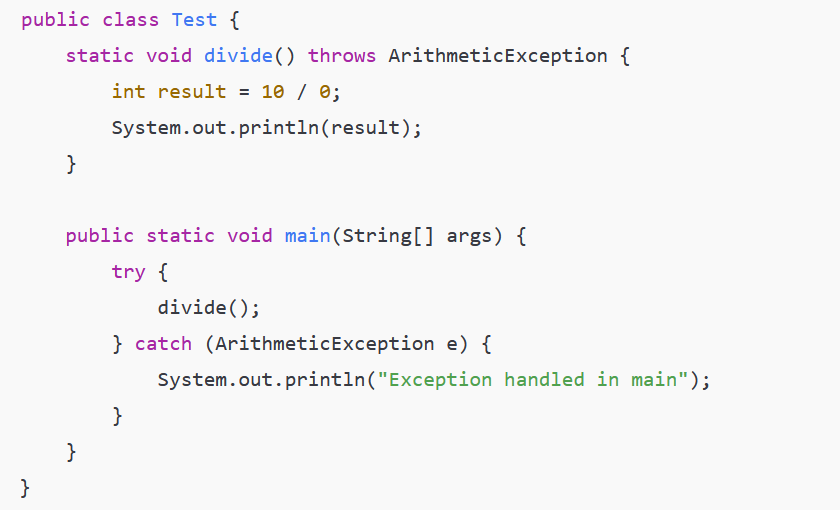 public class Test {
    static void divide() throws ArithmeticException {
        int result = 10 / 0;
        System.out.println(result);
    }

    public static void main(String[] args) {
        try {
            divide();
        } catch (ArithmeticException e) {
            System.out.println("Exception handled in main");
        }
    }
}